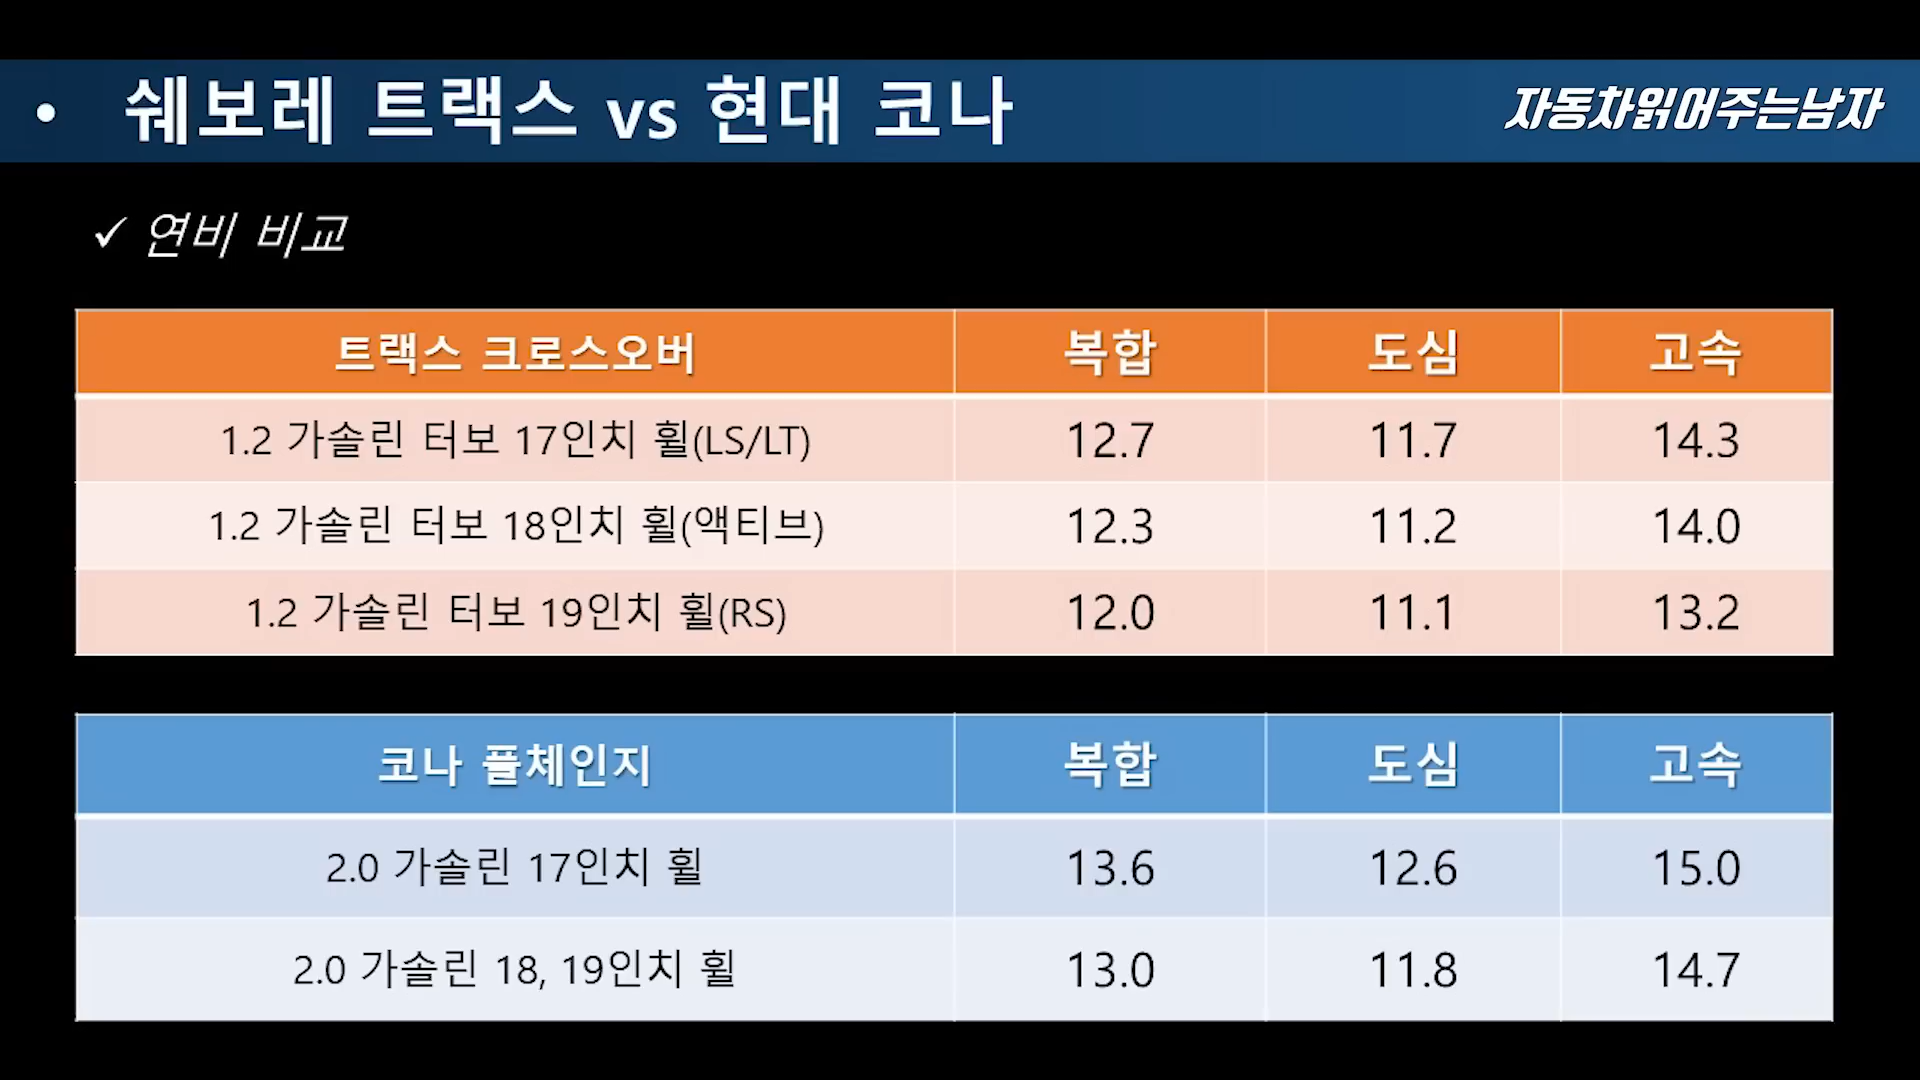 • 쉐보레 트랙스 vs 현대 코나
자동차읽어주는남자
✓ 연비 비교
트랙스 크로스오버 복합 도심 고속
1.2 가솔린 터보 17인치 휠(LS/LT) 12.7 11.7 14.3
1.2 가솔린 터보 18인치 휠(액티브) 12.3 11.2 14.0
1.2 가솔린 터보 19인치 휠(RS) 12.0 11.1 13.2
코나 플체인지 복합 도심 고속
2.0 가솔린 17인치 휠 13.6 12.6 15.0
2.0 가솔린 18, 19인치 휠 13.0 11.8 14.7